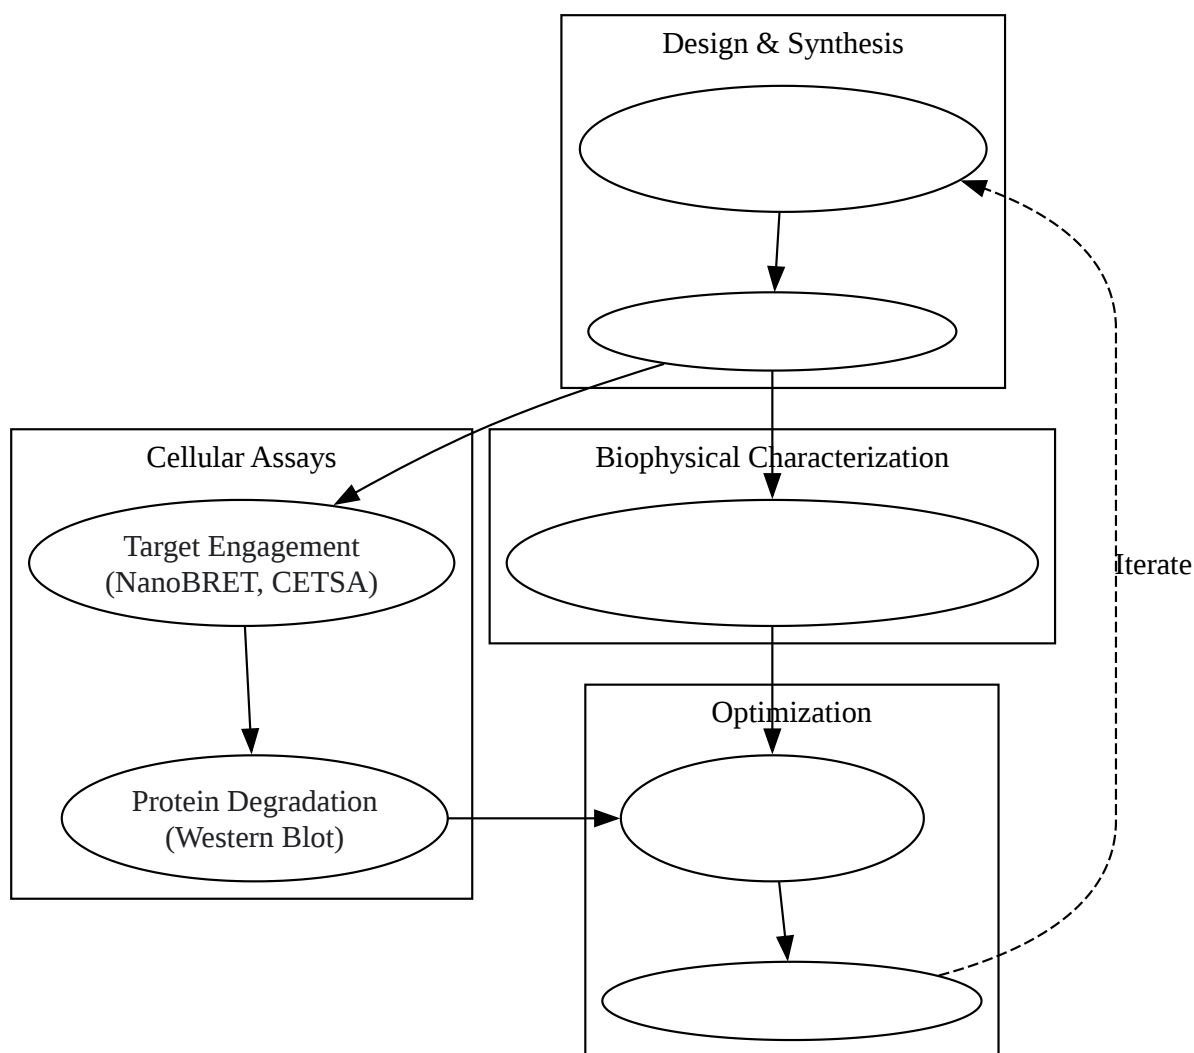 Design & Synthesis
Cellular Assays
Target Engagement
(NanoBRET, CETSA)
Protein Degradation
(Western Blot)
Biophysical Characterization
Optimization
Iterate